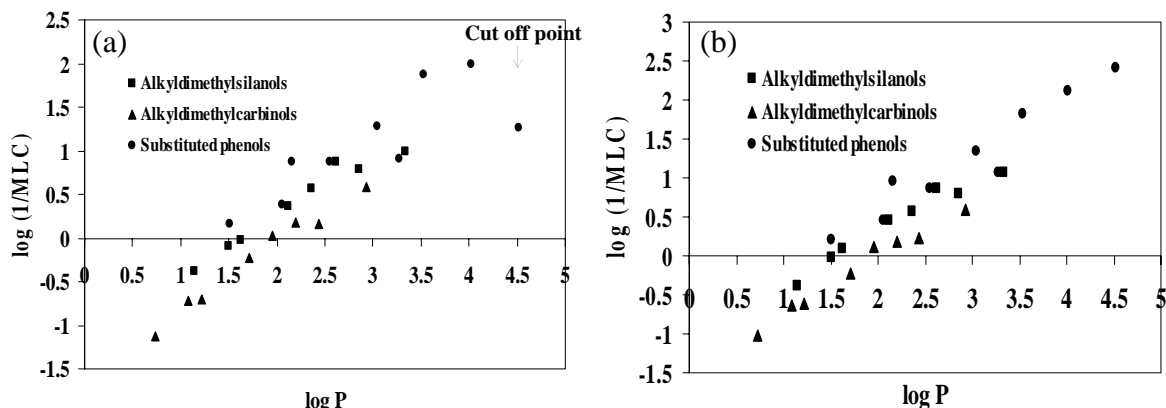 (a)
Cut off point
Alkyldimethylsilanols
Alkyldimethylcarbinols
Substituted phenols
log (1/MLC)
2.5
2
1.5
1
0.5
0
-0.5
-1
-1.5
0 0.5 1 1.5 2 2.5 3 3.5 4 4.5 5
log P
(b)
Alkyldimethylsilanols
Alkyldimethylcarbinols
Substituted phenols
log (1/MLC)
3
2.5
2
1.5
1
0.5
0
-0.5
-1
-1.5
0 0.5 1 1.5 2 2.5 3 3.5 4 4.5 5
log P